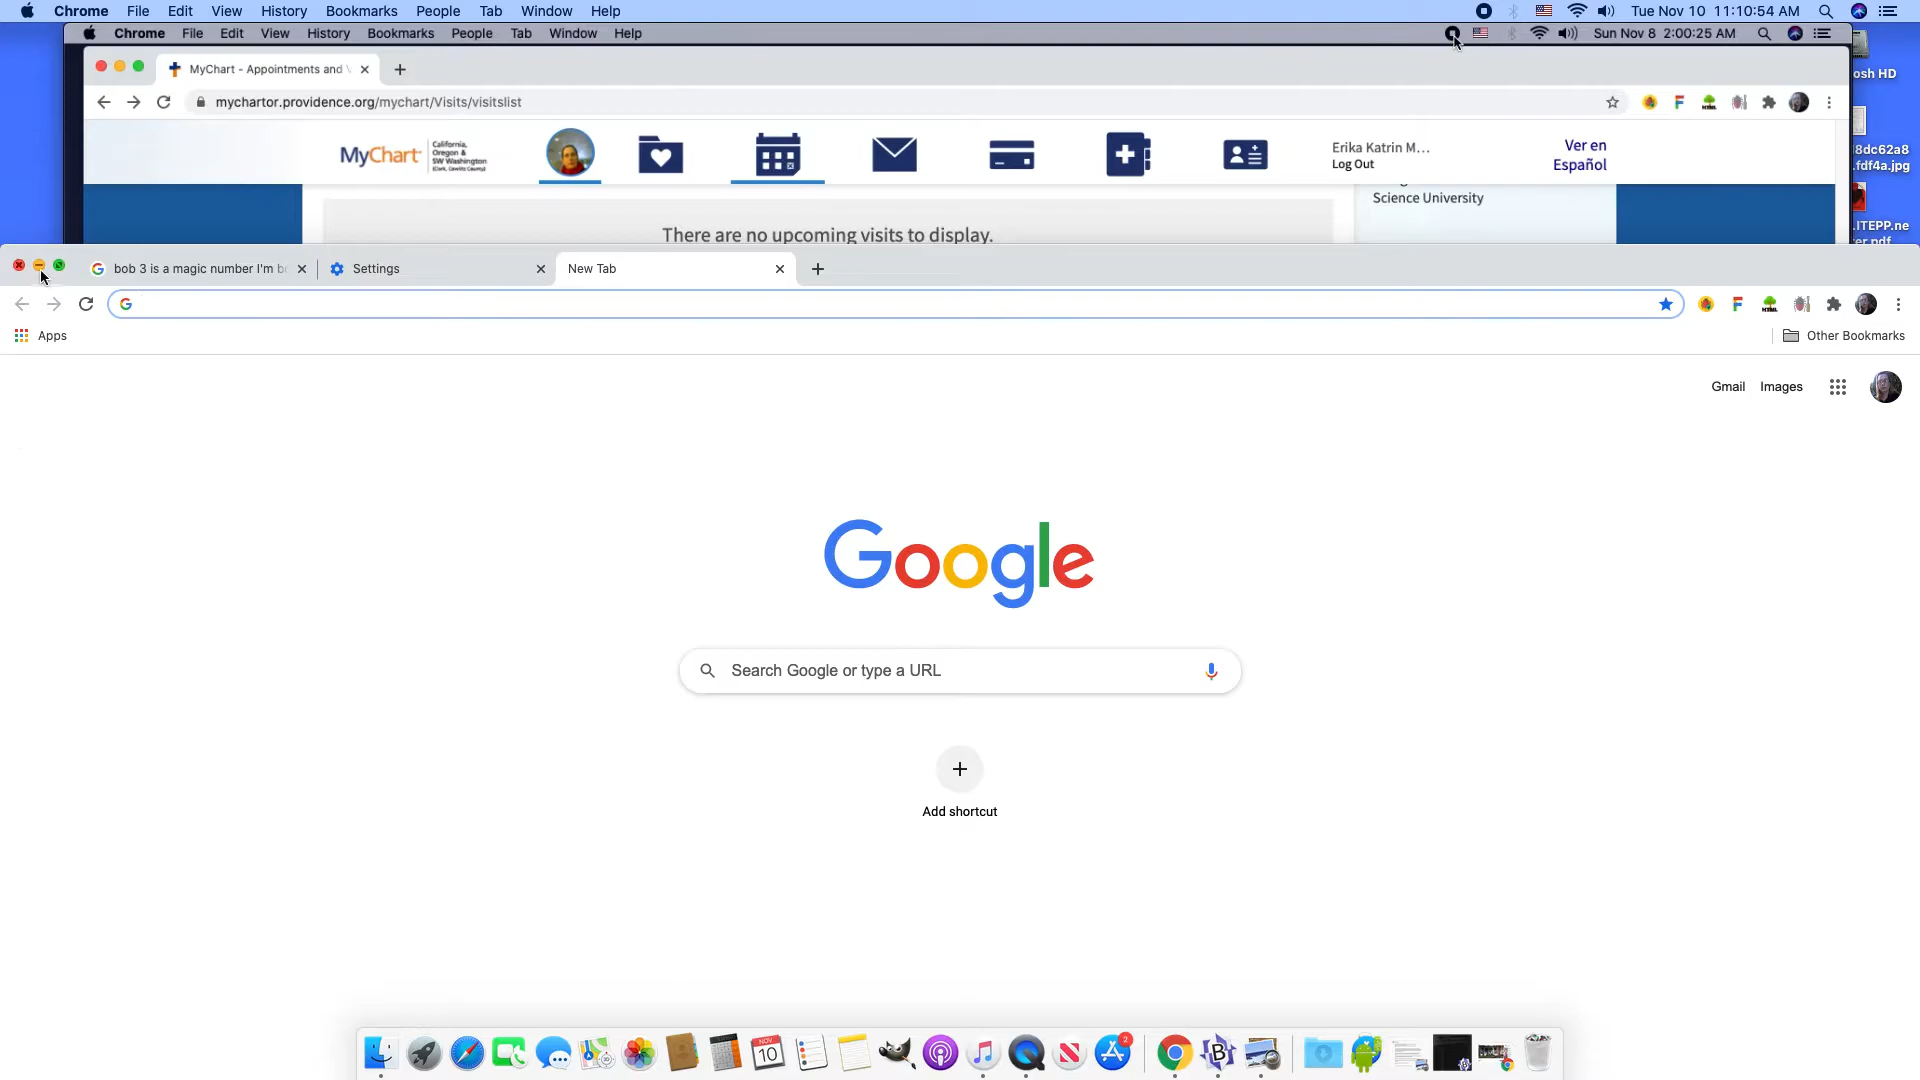 Chrome File Edit View History Bookmarks People Tab Window Help Tue Nov 10 11:10:54 AM
Chrome File Edit View History Bookmarks People Tab Window Help Sun Nov 8 2:00:25 AM
osh HD
MyChart - Appointments and
mychartor.providence.org/mychart/Visits/visitslist
MyChart California, Oregon & SW Washington (Clark, Cowlitz County)
Erika Katrin M...
Log Out
Ver en
Español
8dc62a8
.fdf4a.jpg
Science University
There are no upcoming visits to display.
.ITEPP.ne
er.pdf
bob 3 is a magic number I'm b
Settings
New Tab
Apps
Other Bookmarks
Gmail Images
Google
Search Google or type a URL
Add shortcut
NOV
10
2